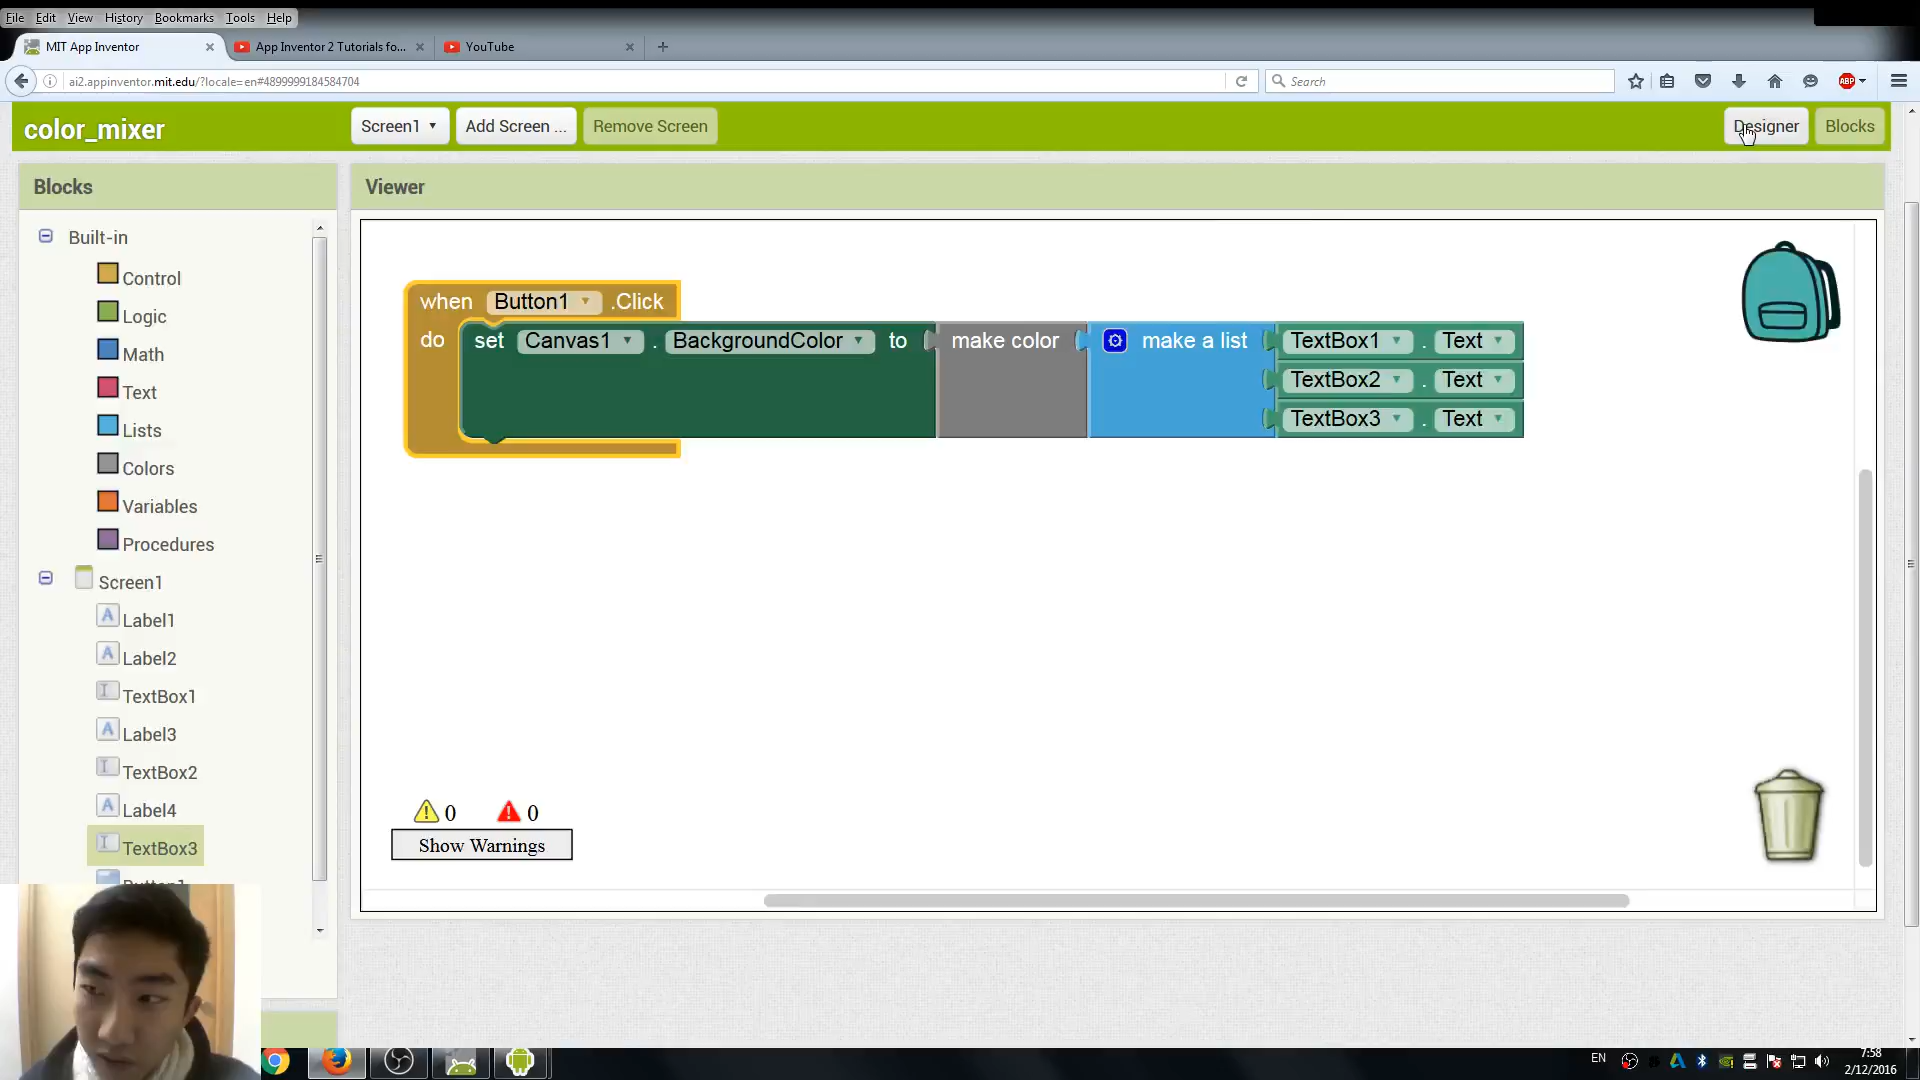 File Edit View History Bookmarks Tools Help
MIT App Inventor
App Inventor 2 Tutorials fo...
YouTube
ai2.appinventor.mit.edu/?locale=en#4899999184584704
Search
ABP
color_mixer
Screen1
Add Screen ...
Remove Screen
Designer
Blocks
Blocks
Viewer
Built-in
Control
Logic
Math
Text
Lists
Colors
Variables
Procedures
Screen1
Label1
Label2
TextBox1
Label3
TextBox2
Label4
TextBox3
Button1
when Button1 .Click
do set Canvas1 . BackgroundColor to make color make a list TextBox1 . Text
TextBox2 . Text
TextBox3 . Text
0 0
Show Warnings
EN
7:58
2/12/2016